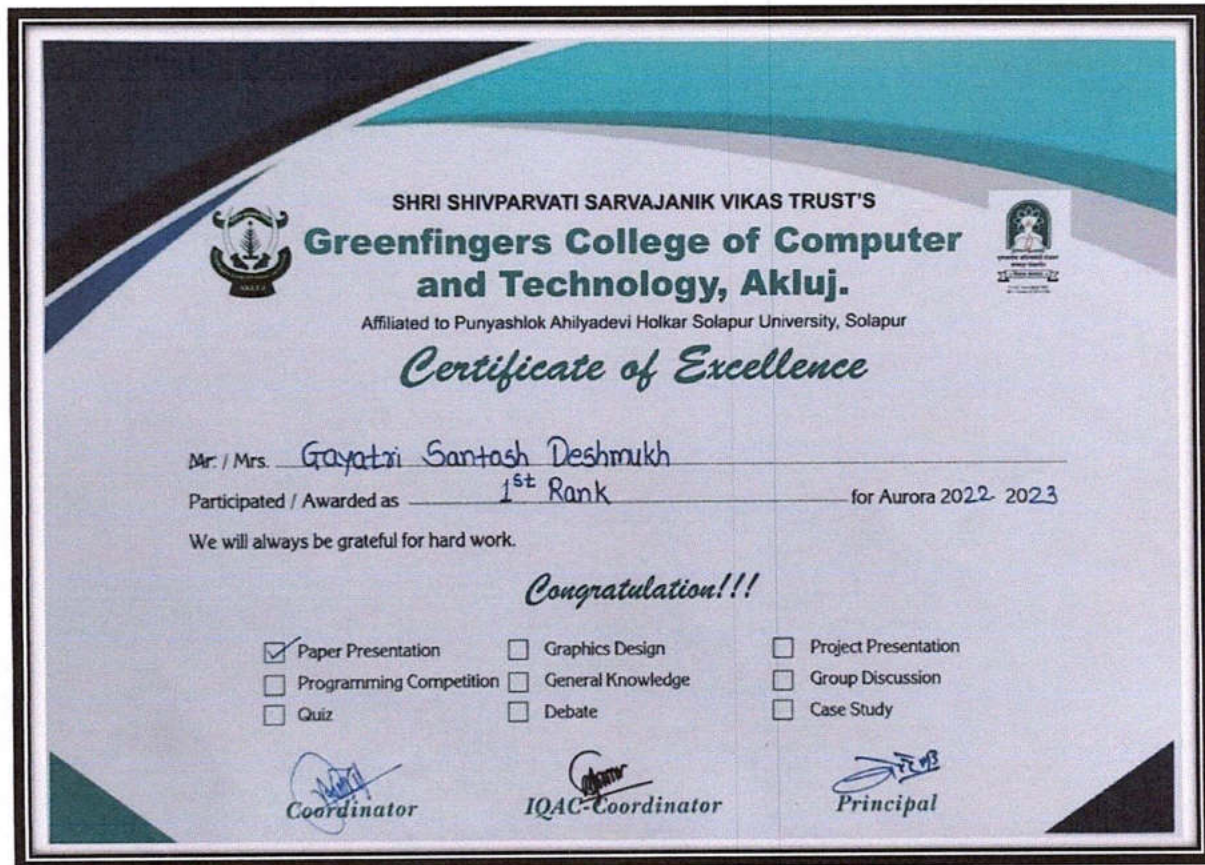 SHRI SHIVPARVATI SARVAJANIK VIKAS TRUST'S
Greenfingers College of Computer
and Technology, Akluj.
AKLUJ
Affiliated to Punyashlok Ahilyadevi Holkar Solapur University, Solapur
Certificate of Excellence
Mr. / Mrs. Gayatri Santosh Deshmukh
Participated / Awarded as 1st Rank for Aurora 2022 2023
We will always be grateful for hard work.
Congratulation!!!
Paper Presentation Graphics Design Project Presentation
Programming Competition General Knowledge Group Discussion
Quiz Debate Case Study
Coordinator IQAC-Coordinator Principal